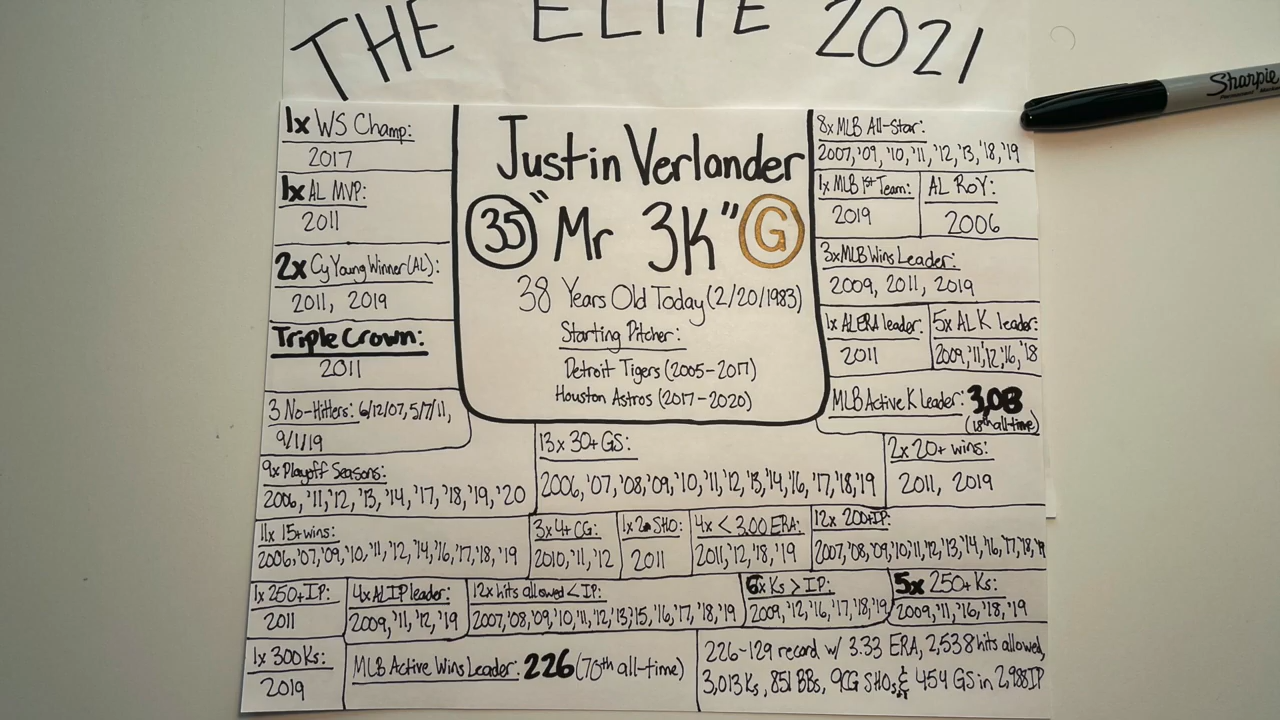 THE ELITE 2021
Justin Verlander
35 "Mr 3K" G
38 Years Old Today (2/20/1983)
Starting Pitcher:
Detroit Tigers (2005-2017)
Houston Astros (2017-2020)
1x WS Champ:
2017
1x AL MVP:
2011
2x Cy Young Winner (AL):
2011, 2019
Triple Crown:
2011
3 No-Hitters: 6/12/07, 5/7/11,
9/1/19
8x MLB All-Star:
2007, '09, '10, '11, '12, '13, '18, '19
1x MLB 1st Team:
2019
AL RoY:
2006
3x MLB Wins Leader:
2009, 2011, 2019
1x AL ERA leader:
2011
5x AL K leader:
2009, '11, '12, '16, '18
MLB Active K Leader: 3,013
(18th all-time)
9x Playoff Seasons:
2006, '11, '12, '13, '14, '17, '18, '19, '20
13x 30+ GS:
2006, '07, '08, '09, '10, '11, '12, '13, '14, '16, '17, '18, '19
2x 20+ wins:
2011, 2019
11x 15+ wins:
2006, '07, '09, '10, '11, '12, '14, '16, '17, '18, '19
3x 4+ CG:
2010, '11, '12
1x 2+ SHO:
2011
4x < 3.00 ERA:
2011, '12, '18, '19
12x 200+ IP:
2007, '08, '09, '10, '11, '12, '13, '14, '16, '17, '18, '19
1x 250+ IP:
2011
4x AL IP leader:
2009, '11, '12, '19
12x hits allowed < IP:
2007, '08, '09, '10, '11, '12, '13, '15, '16, '17, '18, '19
6x Ks > IP:
2009, '12, '16, '17, '18, '19
5x 250+ Ks:
2009, '11, '16, '18, '19
1x 300 Ks:
2019
MLB Active Wins Leader: 226 (70th all-time)
226-129 record w/ 3.33 ERA, 2,538 hits allowed,
3,013 Ks, 851 BBs, 9 CG SHOs, & 454 GS in 2,988 IP
Sharpie